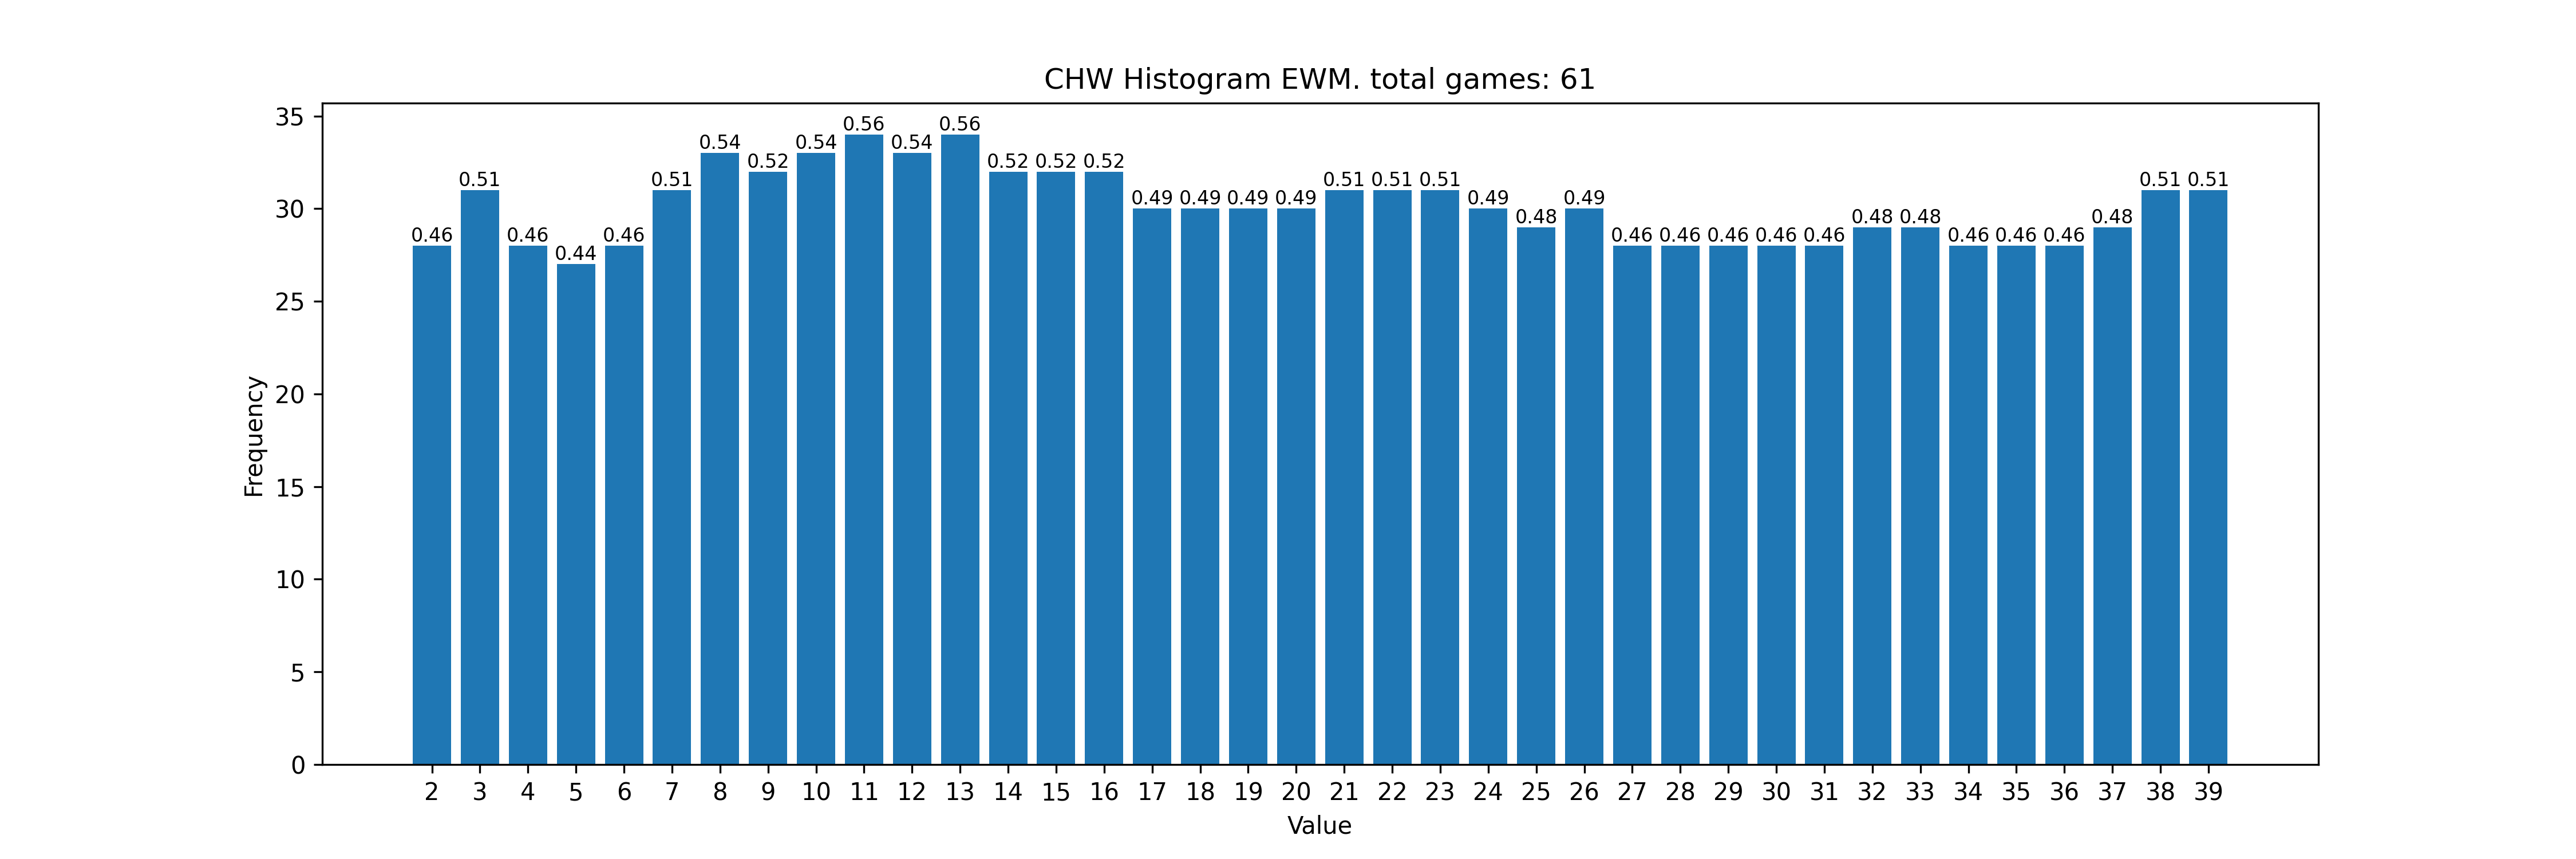 CHW Histogram EWM. total games: 61
35
30
25
20
15
10
5
0
Frequency
0.46 0.51 0.46 0.44 0.46 0.51 0.54 0.52 0.54 0.56 0.54 0.56 0.52 0.52 0.52 0.49 0.49 0.49 0.49 0.51 0.51 0.51 0.49 0.48 0.49 0.46 0.46 0.46 0.46 0.46 0.48 0.48 0.46 0.46 0.46 0.48 0.51 0.51
2 3 4 5 6 7 8 9 10 11 12 13 14 15 16 17 18 19 20 21 22 23 24 25 26 27 28 29 30 31 32 33 34 35 36 37 38 39
Value